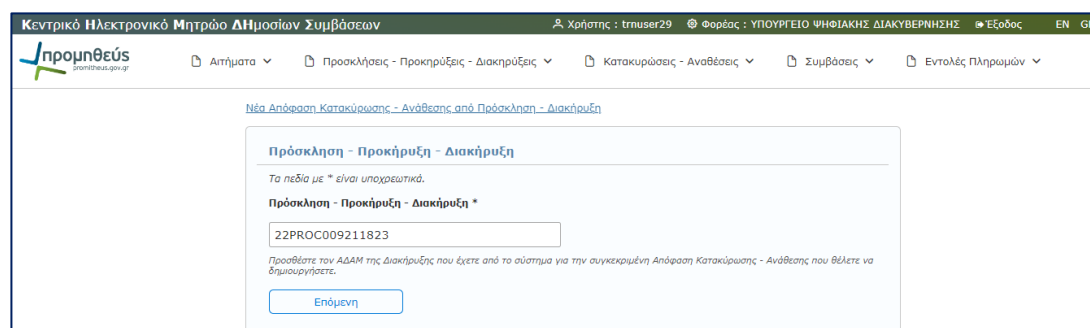 Κεντρικό Ηλεκτρονικό Μητρώο ΔΗμοσίων Συμβάσεων Χρήστης : trnuser29 Φορέας : ΥΠΟΥΡΓΕΙΟ ΨΗΦΙΑΚΗΣ ΔΙΑΚΥΒΕΡΝΗΣΗΣ Έξοδος EN
προμηθεύς
promitheus.gov.gr
Αιτήματα Προσκλήσεις - Προκηρύξεις - Διακηρύξεις Κατακυρώσεις - Αναθέσεις Συμβάσεις Εντολές Πληρωμών
Νέα Απόφαση Κατακύρωσης - Ανάθεσης από Πρόσκληση - Διακήρυξη
Πρόσκληση - Προκήρυξη - Διακήρυξη
Τα πεδία με * είναι υποχρεωτικά.
Πρόσκληση - Προκήρυξη - Διακήρυξη *
22PROC009211823
Προσθέστε τον ΑΔΑΜ της Διακήρυξης που έχετε από το σύστημα για την συγκεκριμένη Απόφαση Κατακύρωσης - Ανάθεσης που θέλετε να
δημιουργήσετε.
Επόμενη